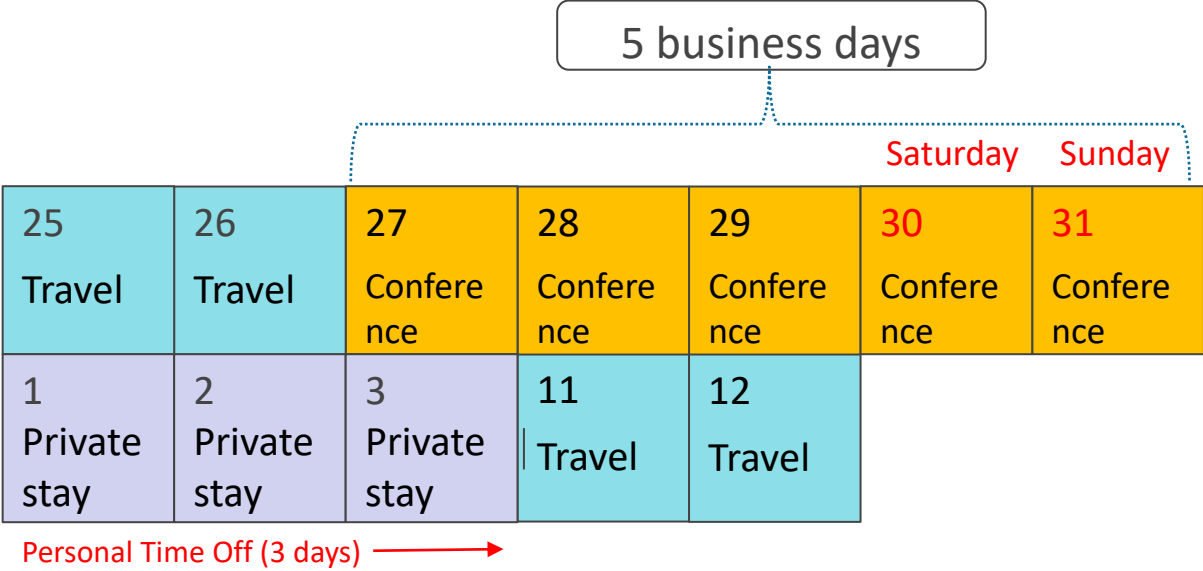 5 business days
Saturday Sunday
25 26 27 28 29 30 31
Travel Travel Confere Confere Confere Confere Confere
nce nce nce nce nce
1 2 3 11 12
Private Private Private Travel Travel
stay stay stay
Personal Time Off (3 days)